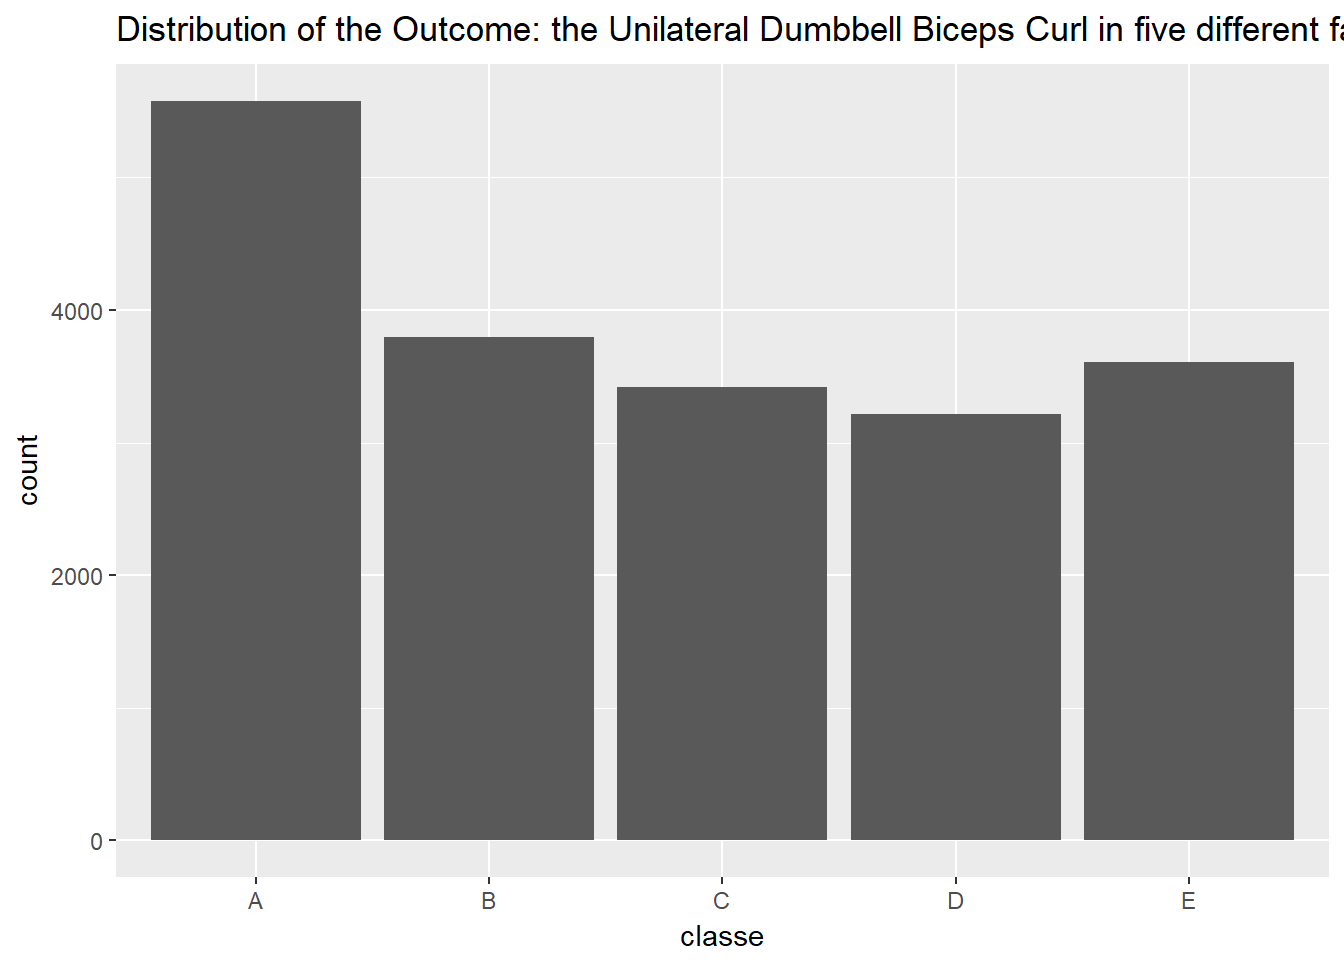 Distribution of the Outcome: the Unilateral Dumbbell Biceps Curl in five different
4000
2000
0
count
A B C D E
classe